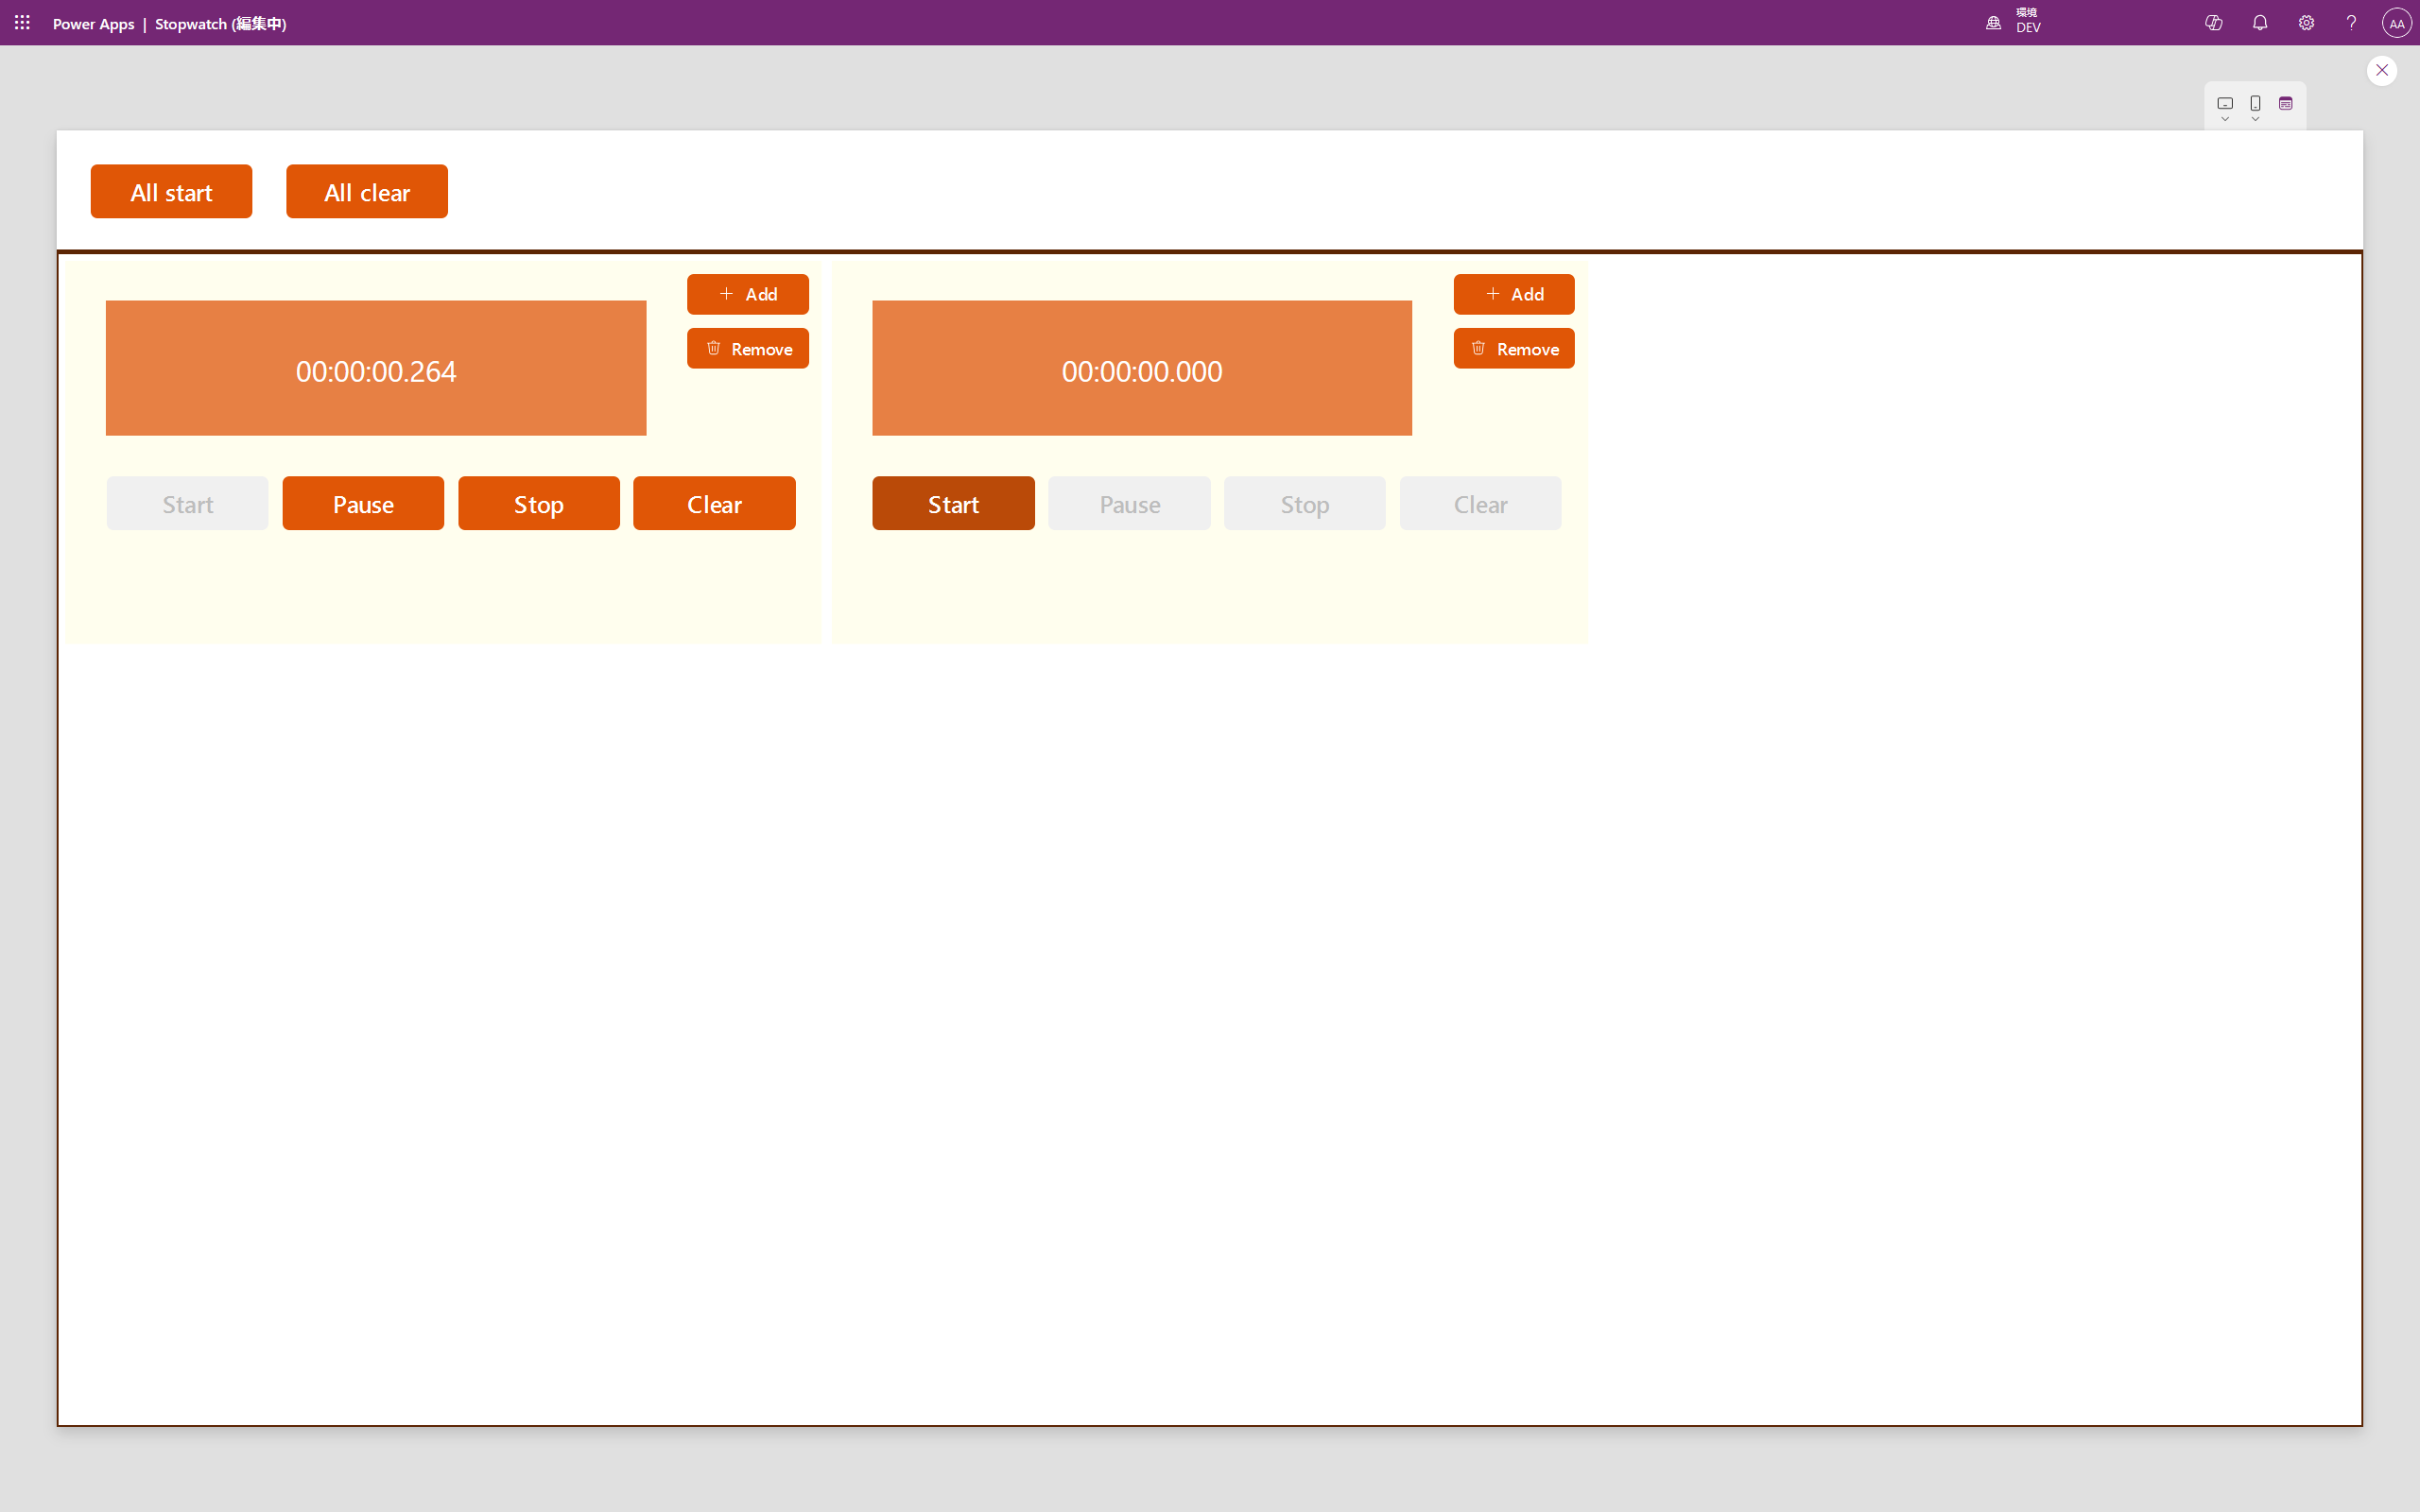 Power Apps | Stopwatch (編集中)
環境
DEV
AA
All start
All clear
Add
Remove
00:00:00.264
Start
Pause
Stop
Clear
Add
Remove
00:00:00.000
Start
Pause
Stop
Clear